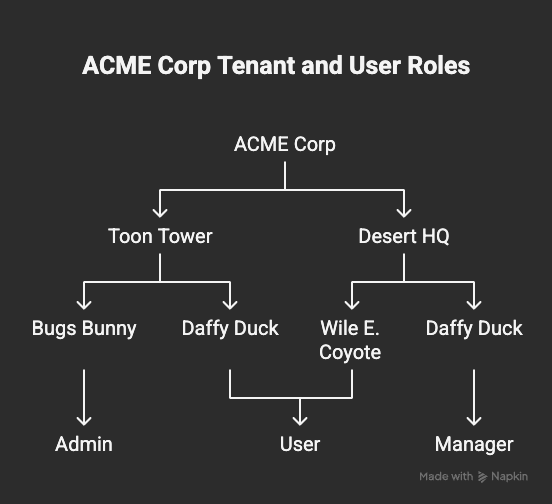 ACME Corp Tenant and User Roles
ACME Corp
Toon Tower
Desert HQ
Bugs Bunny
Daffy Duck
Wile E.
Coyote
Daffy Duck
Admin
User
Manager
Made with Napkin